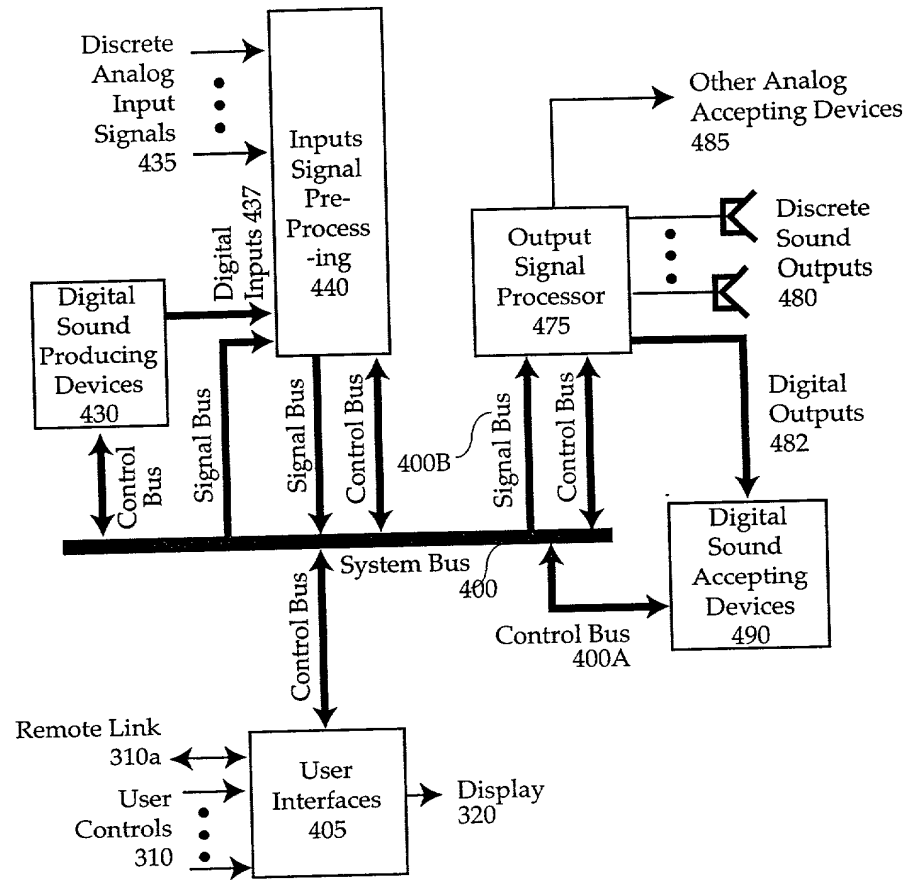 Discrete
Analog
Input
Signals
435
Inputs
Signal
Pre-
Process
-ing
440
Digital
Inputs 437
Digital
Sound
Producing
Devices
430
Control
Bus
Signal Bus
Signal Bus
Control Bus
Other Analog
Accepting Devices
485
Output
Signal
Processor
475
Discrete
Sound
Outputs
480
400B
Signal Bus
Control Bus
Digital
Outputs
482
System Bus
400
Digital
Sound
Accepting
Devices
490
Control Bus
400A
Control Bus
Remote Link
310a
User
Controls
310
User
Interfaces
405
Display
320